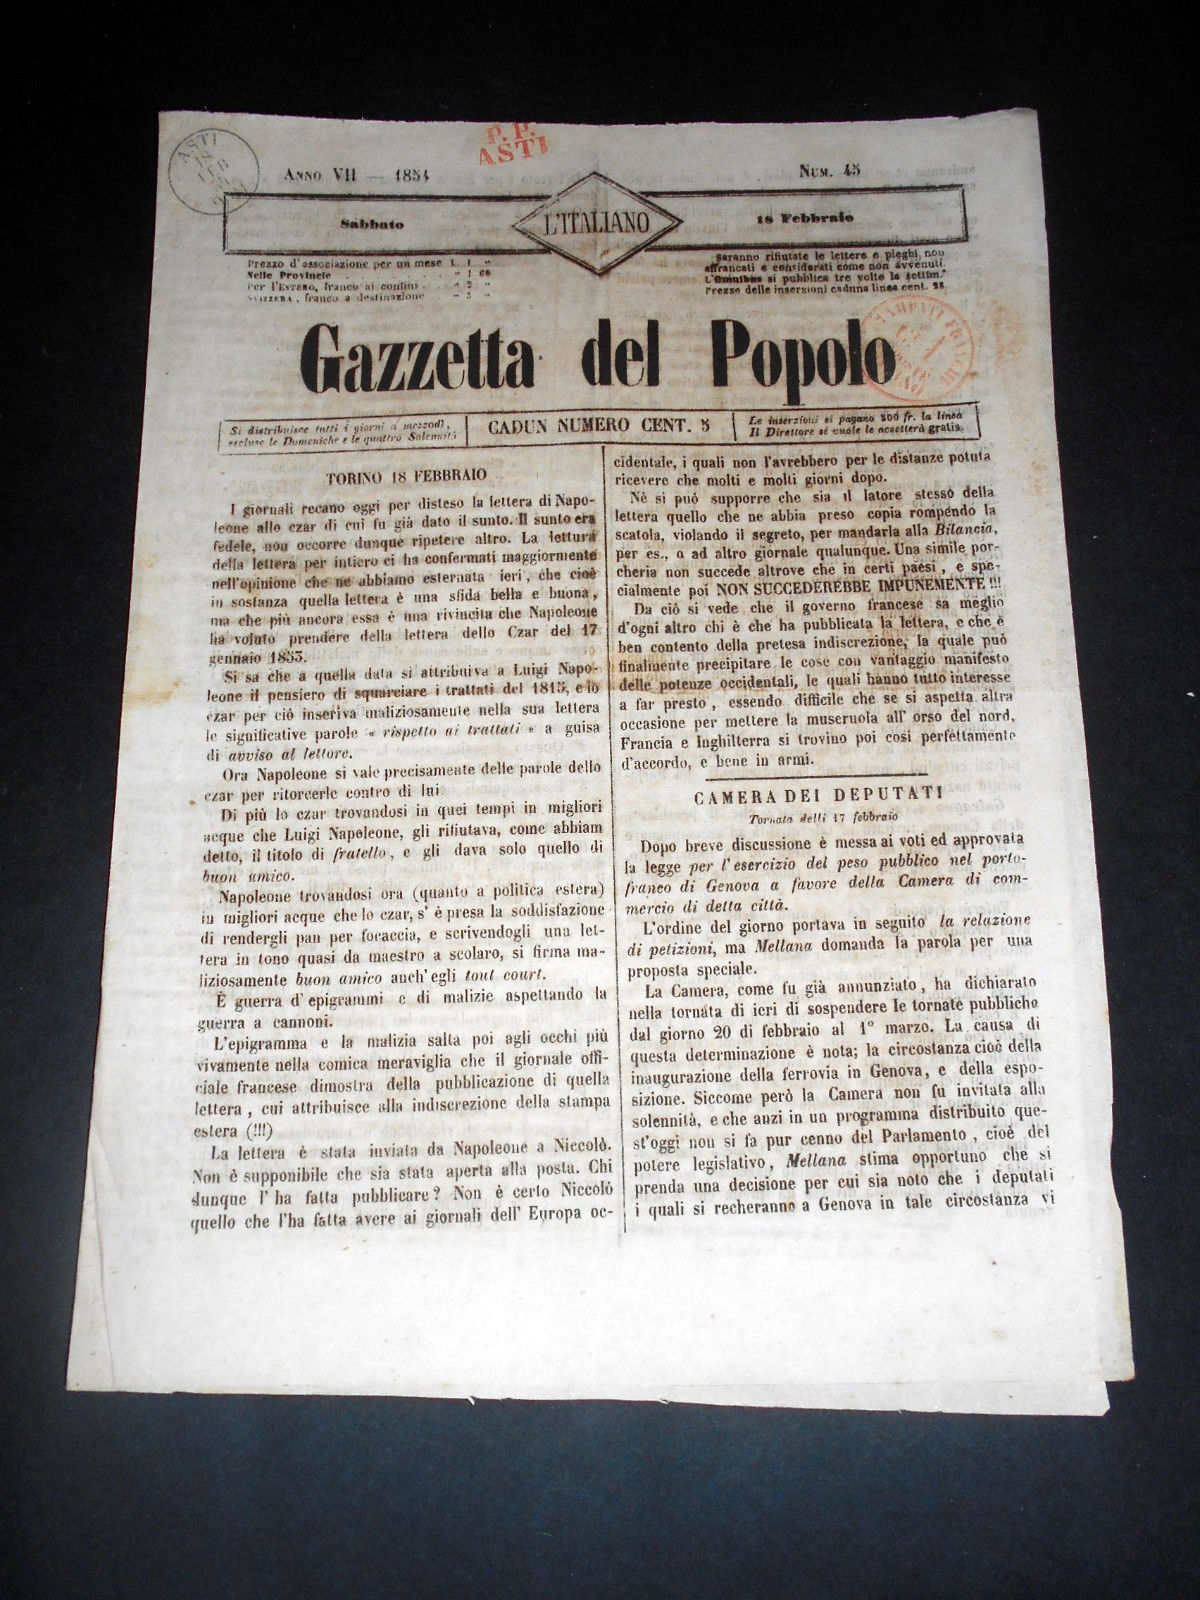 ASTI
P. P.
ASTI
ANNO VII — 1854
NUM. 45
Sabbato
L'ITALIANO
18 Febbraio
Prezzo d'associazione per un mese L. 1 "
Nelle Provincie " 1 60
Per l'ESTERO, franco ai confini " 2 "
SVIZZERA, franco a destinazione " 3 "
Saranno rifiutate le lettere e pieghi, non
affrancati e considerati come non avvenuti.
L'Omnibus si pubblica tre volte la settim.ª
Prezzo delle inserzioni caduna linea cent. 25
Gazzetta del Popolo
Si distribuisce tutti i giorni a mezzodì,
escluse le Domeniche e le quattro Solennità
CADUN NUMERO CENT. 5
Le inserzioni si pagano 300 fr. la linea
Il Direttore se vuole le accetterà gratis.
TORINO 18 FEBBRAIO
I giornali recano oggi per disteso la lettera di Napo-
leone allo czar di cui fu già dato il sunto. Il sunto era
fedele, non occorre dunque ripetere altro. La lettura
della lettera per intiero ci ha confermati maggiormente
nell'opinione che ne abbiamo esternata ieri, che cioè
in sostanza quella lettera è una sfida bella e buona,
ma che più ancora essa è una rivincita che Napoleone
ha voluto prendere della lettera dello Czar del 17
gennaio 1853.
Si sa che a quella data si attribuiva a Luigi Napo-
leone il pensiero di squarciare i trattati del 1815, e lo
czar per ciò inseriva maliziosamente nella sua lettera
le significative parole « rispetto ai trattati » a guisa
di avviso al lettore.
Ora Napoleone si vale precisamente delle parole dello
czar per ritorcerle contro di lui
Di più lo czar trovandosi in quei tempi in migliori
acque che Luigi Napoleone, gli rifiutava, come abbiam
detto, il titolo di fratello, e gli dava solo quello di
buon amico.
Napoleone trovandosi ora (quanto a politica estera)
in migliori acque che lo czar, s' è presa la soddisfazione
di rendergli pan per focaccia, e scrivendogli una let-
tera in tono quasi da maestro a scolaro, si firma ma-
liziosamente buon amico anch'egli tout court.
È guerra d'epigrammi e di malizie aspettando la
guerra a cannoni.
L'epigramma e la malizia salta poi agli occhi più
vivamente nella comica meraviglia che il giornale offi-
ciale francese dimostra della pubblicazione di quella
lettera, cui attribuisce alla indiscrezione della stampa
estera (!!!)
La lettera è stata inviata da Napoleone a Niccolò.
Non è supponibile che sia stata aperta alla posta. Chi
dunque l'ha fatta pubblicare? Non è certo Niccolò
quello che l'ha fatta avere ai giornali dell' Europa oc-
cidentale, i quali non l'avrebbero per le distanze potuta
ricevere che molti e molti giorni dopo.
Nè si può supporre che sia il latore stesso della
lettera quello che ne abbia preso copia rompendo la
scatola, violando il segreto, per mandarla alla Bilancia,
per es., o ad altro giornale qualunque. Una simile por-
cheria non succede altrove che in certi paesi, e spe-
cialmente poi NON SUCCEDEREBBE IMPUNEMENTE!!!
Da ciò si vede che il governo francese sa meglio
d'ogni altro chi è che ha pubblicata la lettera, e che è
ben contento della pretesa indiscrezione, la quale può
finalmente precipitare le cose con vantaggio manifesto
delle potenze occidentali, le quali hanno tutto interesse
a far presto, essendo difficile che se si aspetta altra
occasione per mettere la museruola all' orso del nord,
Francia e Inghilterra si trovino poi così perfettamente
d'accordo, e bene in armi.
CAMERA DEI DEPUTATI
Tornata delli 17 febbraio
Dopo breve discussione è messa ai voti ed approvata
la legge per l'esercizio del peso pubblico nel porto-
franco di Genova a favore della Camera di com-
mercio di detta città.
L'ordine del giorno portava in seguito la relazione
di petizioni, ma Mellana domanda la parola per una
proposta speciale.
La Camera, come fu già annunziato, ha dichiarato
nella tornata di ieri di sospendere le tornate pubbliche
dal giorno 20 di febbraio al 1° marzo. La causa di
questa determinazione è nota; la circostanza cioè della
inaugurazione della ferrovia in Genova, e della espo-
sizione. Siccome però la Camera non fu invitata alla
solennità, e che anzi in un programma distribuito que-
st'oggi non si fa pur cenno del Parlamento, cioè del
potere legislativo, Mellana stima opportuno che si
prenda una decisione per cui sia noto che i deputati
i quali si recheranno a Genova in tale circostanza vi